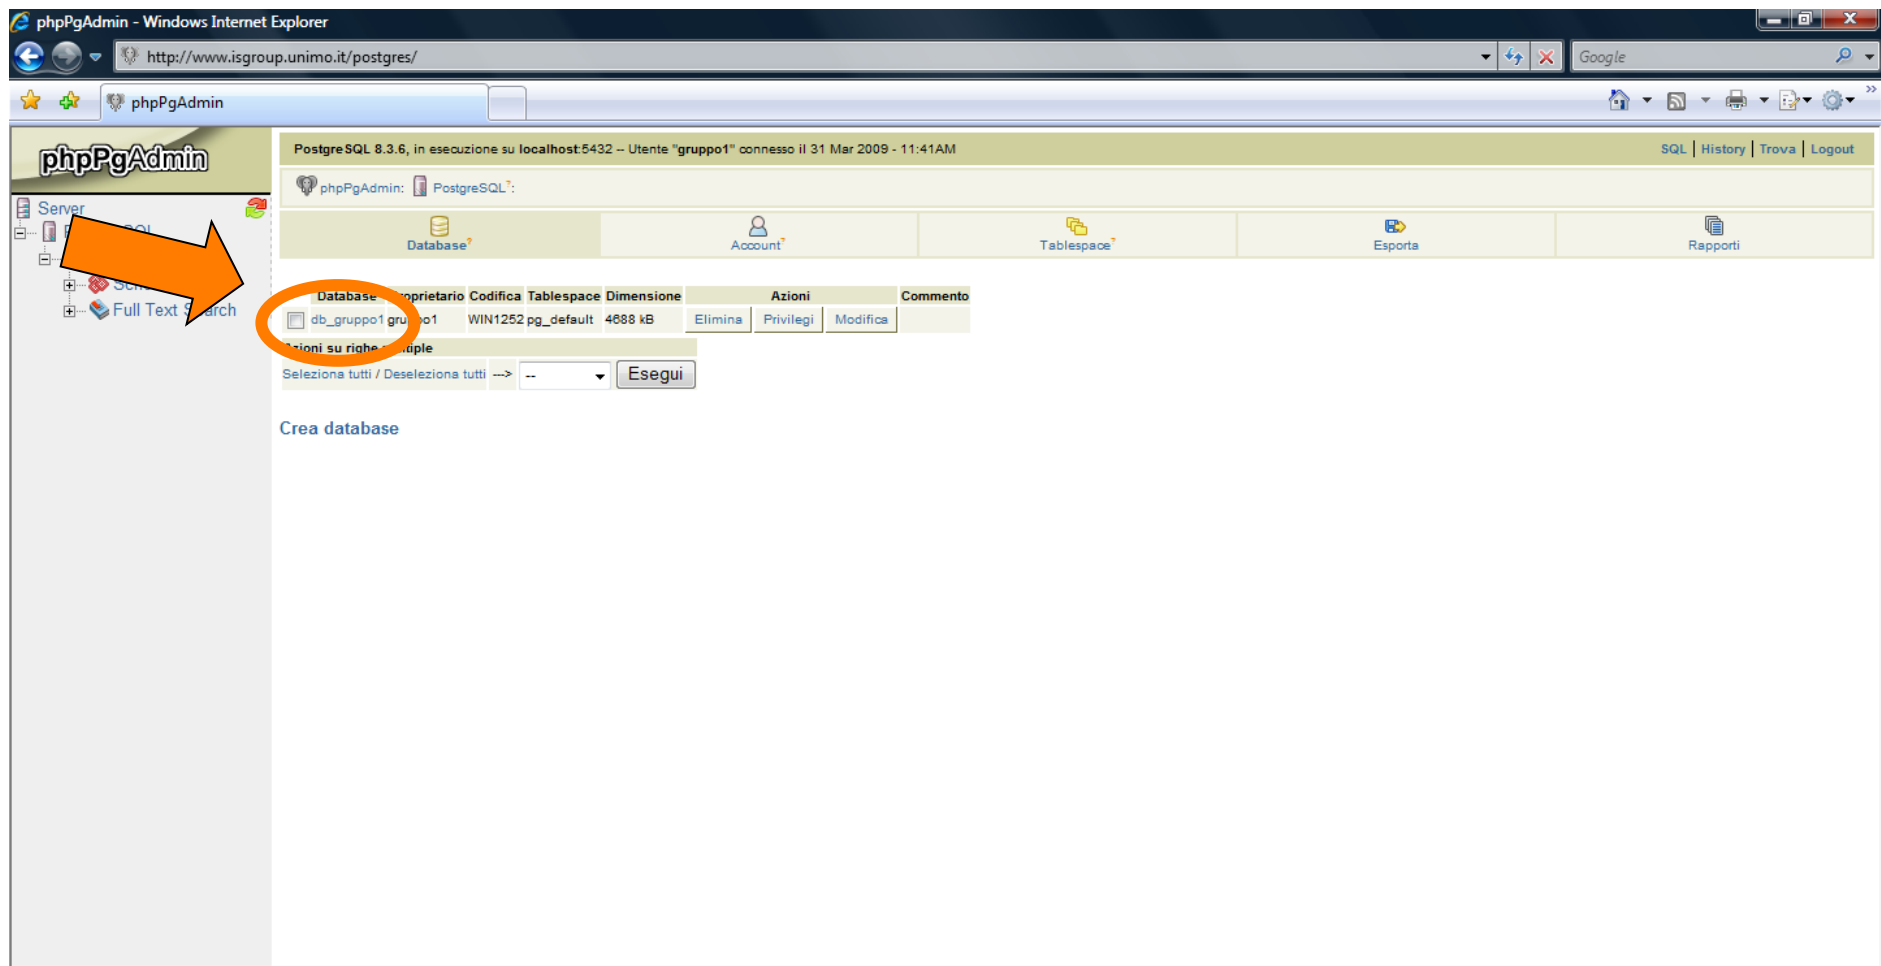 phpPgAdmin - Windows Internet Explorer
http://www.isgroup.unimo.it/postgres/
Google
phpPgAdmin
phpPgAdmin
PostgreSQL 8.3.6, in esecuzione su localhost:5432 -- Utente "gruppo1" connesso il 31 Mar 2009 - 11:41AM
SQL | History | Trova | Logout
phpPgAdmin: PostgreSQL?:
Server
Database?
Account?
Tablespace?
Esporta
Rapporti
Full Text
Database Codifica Tablespace Dimensione Azioni Commento
db_gruppo1 WIN1252 pg_default 4688 kB Elimina Privilegi Modifica
su righe
Seleziona tutti / Deseleziona tutti ---> -- Esegui
Crea database